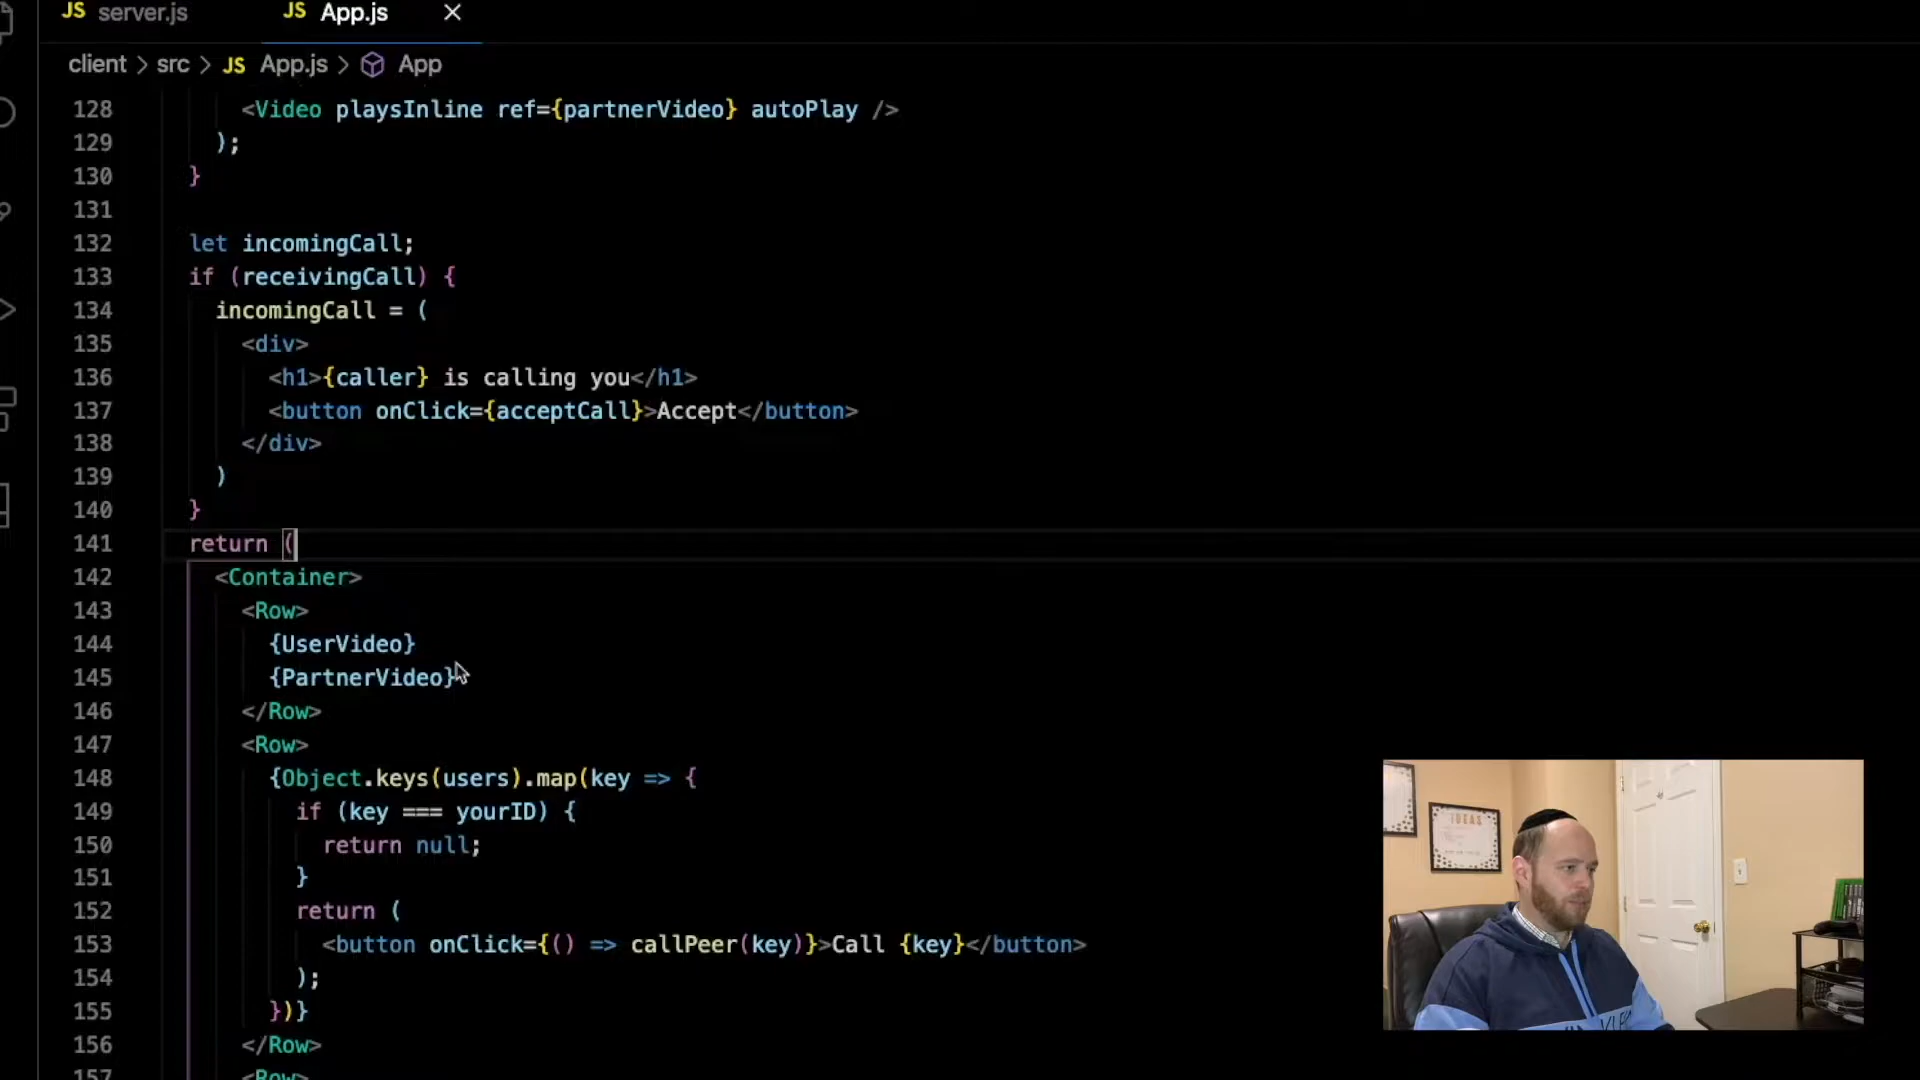 JS server.js
JS App.js
client > src > JS App.js > App
128 <Video playsInline ref={partnerVideo} autoPlay />
129 );
130 }
131
132 let incomingCall;
133 if (receivingCall) {
134 incomingCall = (
135 <div>
136 <h1>{caller} is calling you</h1>
137 <button onClick={acceptCall}>Accept</button>
138 </div>
139 )
140 }
141 return (
142 <Container>
143 <Row>
144 {UserVideo}
145 {PartnerVideo}
146 </Row>
147 <Row>
148 {Object.keys(users).map(key => {
149 if (key === yourID) {
150 return null;
151 }
152 return (
153 <button onClick={() => callPeer(key)}>Call {key}</button>
154 );
155 })}
156 </Row>
157 <Row>
IDEAS